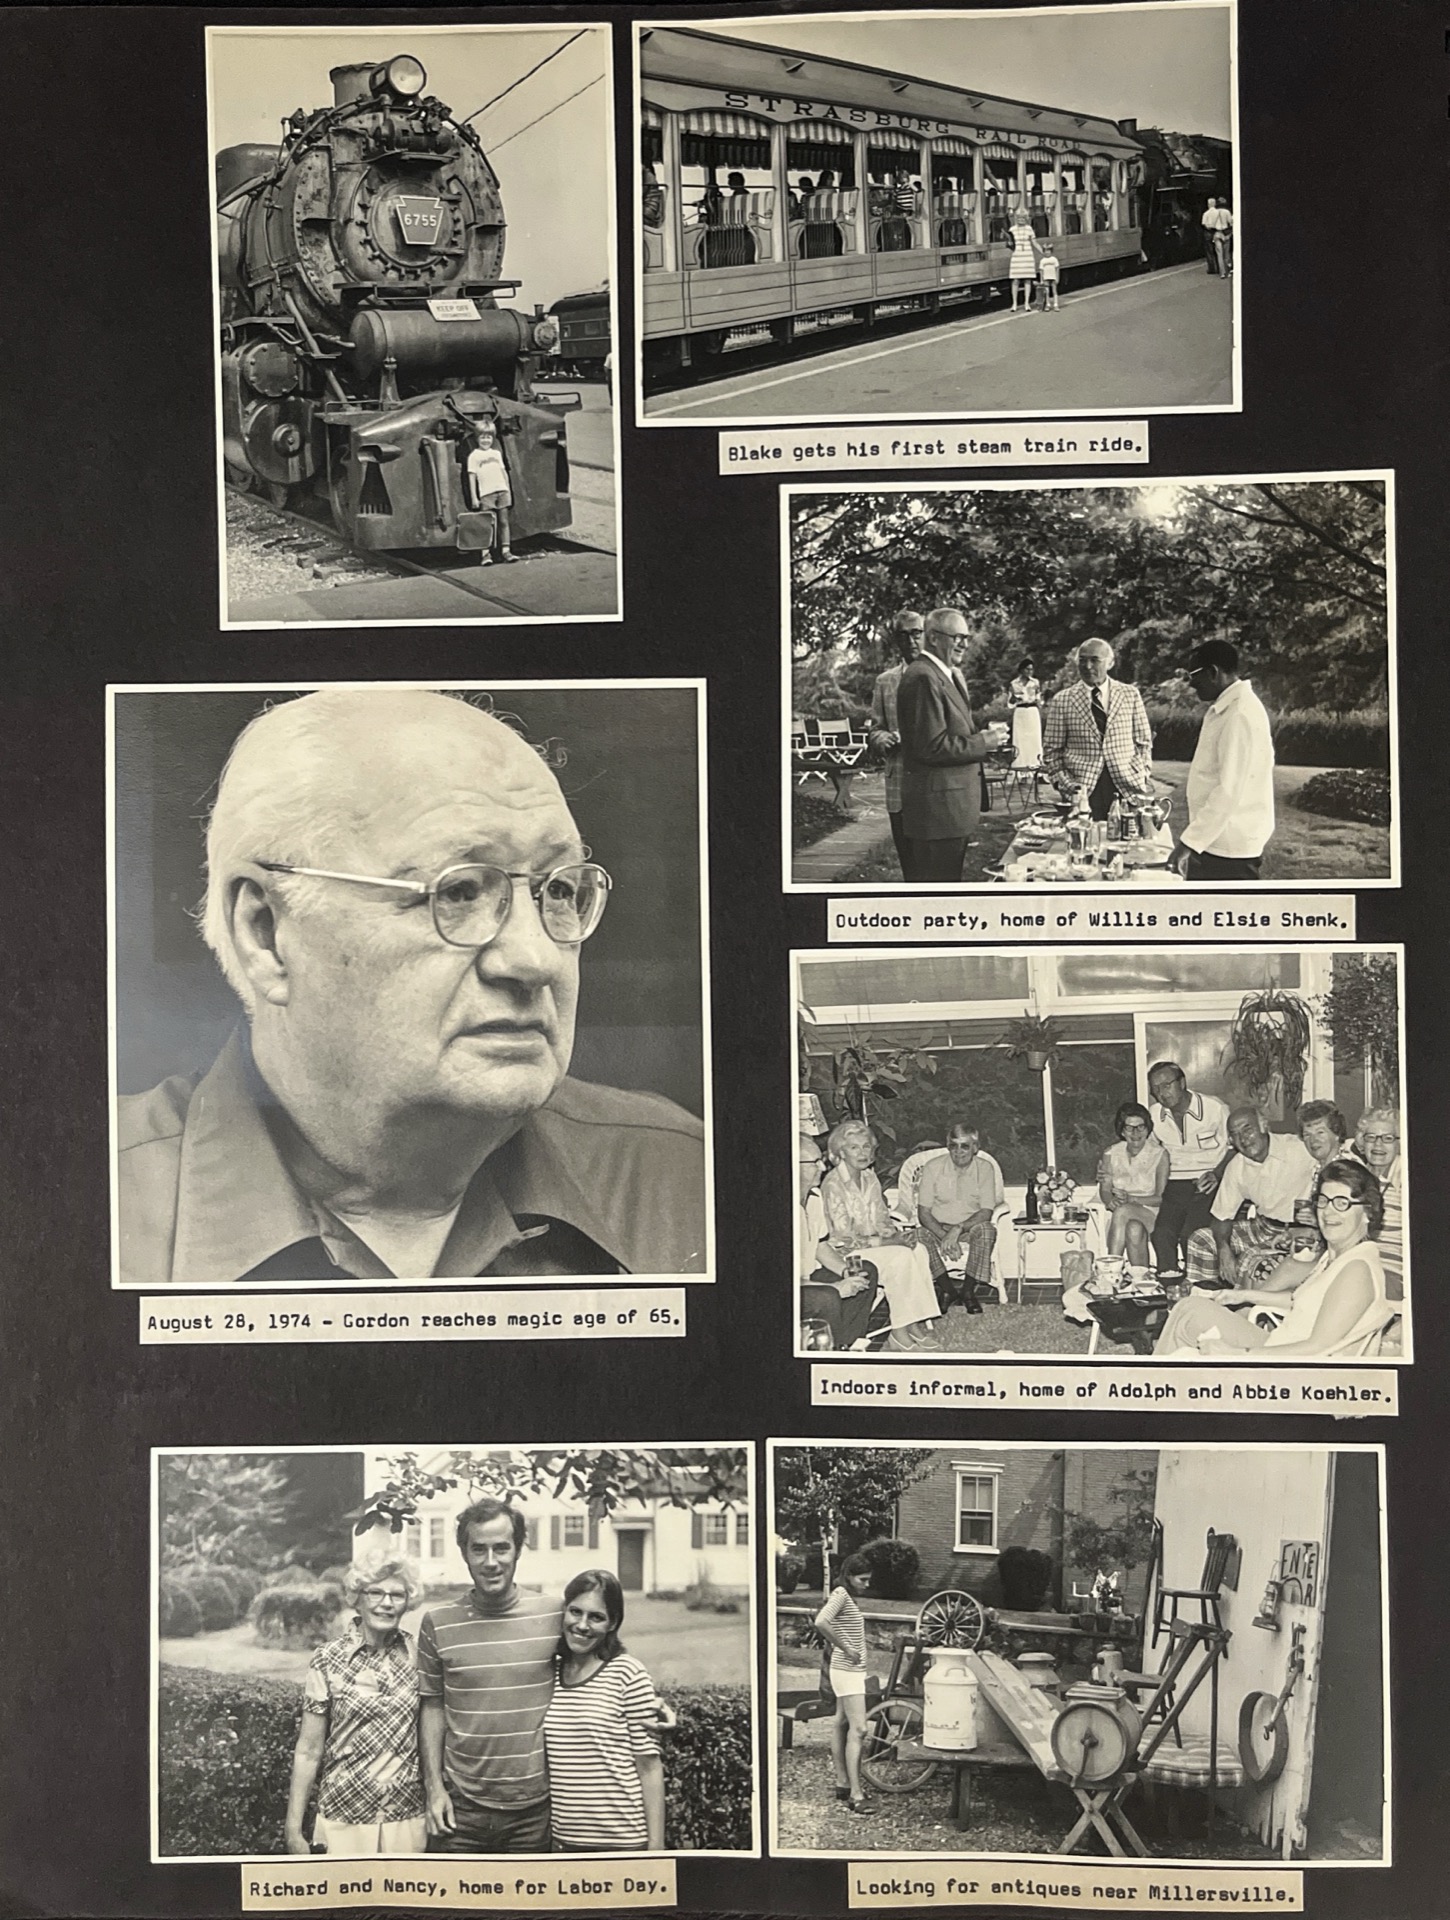 6755
KEEP OFF
STRASBURG RAIL ROAD
Blake gets his first steam train ride.
Outdoor party, home of Willis and Elsie Shenk.
August 28, 1974 - Gordon reaches magic age of 65.
Indoors informal, home of Adolph and Abbie Koehler.
ENTER
Richard and Nancy, home for Labor Day.
Looking for antiques near Millersville.